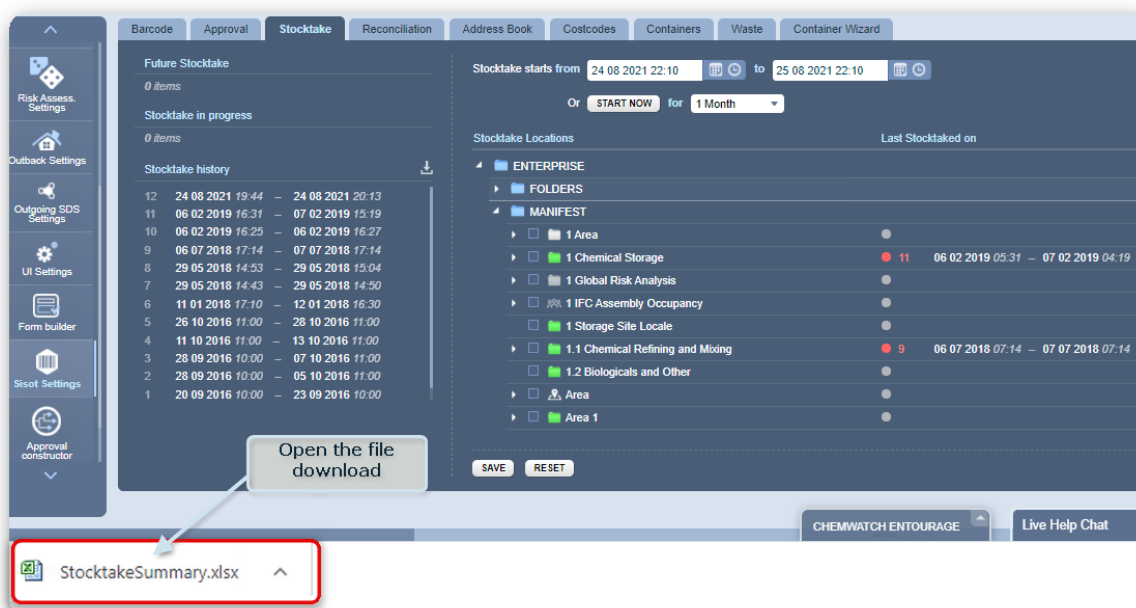 Barcode Approval Stocktake Reconciliation Address Book Costcodes Containers Waste Container Wizard
Risk Assess.
Settings
Outback Settings
Outgoing SDS
Settings
UI Settings
Form builder
Sisot Settings
Approval
constructor
Future Stocktake
0 items
Stocktake in progress
0 items
Stocktake history
12 24 08 2021 19:44 – 24 08 2021 20:13
11 06 02 2019 16:31 – 07 02 2019 15:19
10 06 02 2019 16:25 – 06 02 2019 16:27
9 06 07 2018 17:14 – 07 07 2018 17:14
8 29 05 2018 14:53 – 29 05 2018 15:04
7 29 05 2018 14:43 – 29 05 2018 14:50
6 11 01 2018 17:10 – 12 01 2018 16:30
5 26 10 2016 11:00 – 28 10 2016 11:00
4 11 10 2016 11:00 – 13 10 2016 11:00
3 28 09 2016 10:00 – 07 10 2016 11:00
2 28 09 2016 10:00 – 05 10 2016 11:00
1 20 09 2016 10:00 – 23 09 2016 10:00
Stocktake starts from 24 08 2021 22:10 to 25 08 2021 22:10
Or START NOW for 1 Month
Stocktake Locations Last Stocktaked on
ENTERPRISE
FOLDERS
MANIFEST
1 Area
1 Chemical Storage 11 06 02 2019 05:31 – 07 02 2019 04:19
1 Global Risk Analysis
1 IFC Assembly Occupancy
1 Storage Site Locale
1.1 Chemical Refining and Mixing 9 06 07 2018 07:14 – 07 07 2018 07:14
1.2 Biologicals and Other
Area
Area 1
SAVE RESET
Open the file
download
CHEMWATCH ENTOURAGE Live Help Chat
StocktakeSummary.xlsx